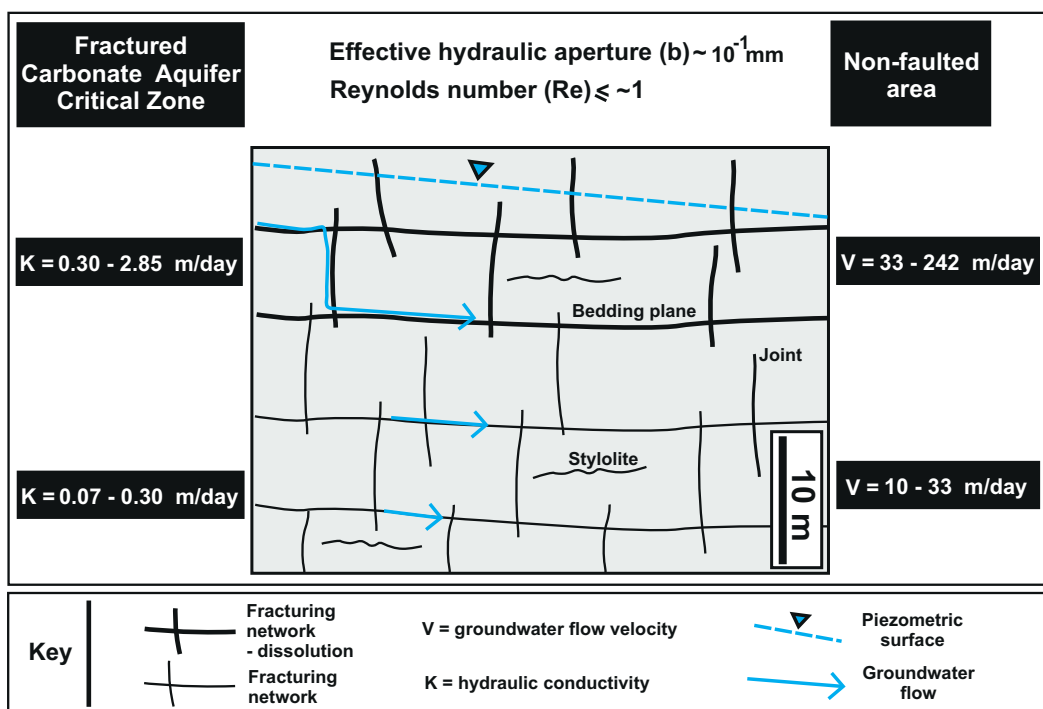 Fractured
Carbonate Aquifer
Critical Zone
Effective hydraulic aperture (b) ~ 10⁻¹ mm
Reynolds number (Re) ⩽ ~1
Non-faulted
area
K = 0.30 - 2.85 m/day
V = 33 - 242 m/day
Bedding plane
Joint
Stylolite
K = 0.07 - 0.30 m/day
V = 10 - 33 m/day
10 m
Key
Fracturing
network
- dissolution
Fracturing
network
V = groundwater flow velocity
K = hydraulic conductivity
Piezometric
surface
Groundwater
flow